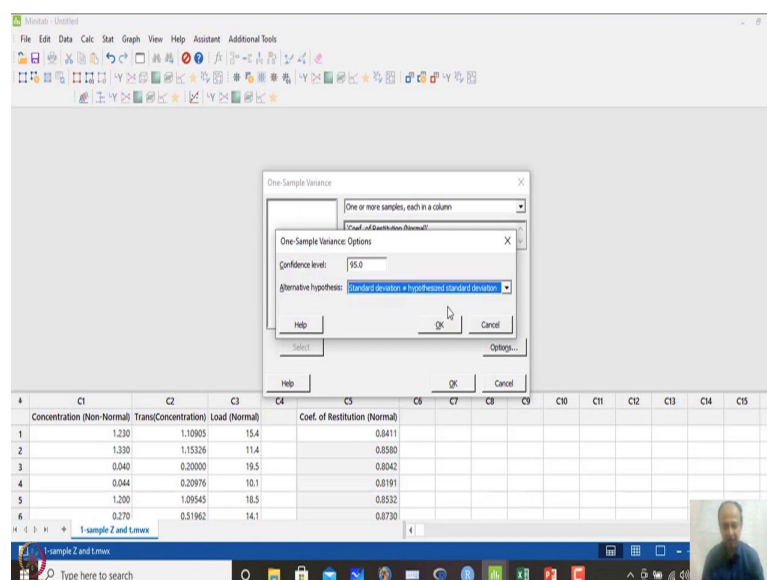 Minitab - Untitled
File Edit Data Calc Stat Graph View Help Assistant Additional Tools
One-Sample Variance
One or more samples, each in a column
'Coef. of Restitution (Normal)'
One-Sample Variance: Options
Confidence level: 95.0
Alternative hypothesis: Standard deviation ≠ hypothesized standard deviation
Help OK Cancel
Select Options...
Help OK Cancel
C1 C2 C3 C4 C5 C6 C7 C8 C9 C10 C11 C12 C13 C14 C15
Concentration (Non-Normal) Trans(Concentration) Load (Normal) Coef. of Restitution (Normal)
1 1.230 1.10905 15.4 0.8411
2 1.330 1.15326 11.4 0.8580
3 0.040 0.20000 19.5 0.8042
4 0.044 0.20976 10.1 0.8191
5 1.200 1.09545 18.5 0.8532
6 0.270 0.51962 14.1 0.8730
1-sample Z and t.mwx
1-sample Z and t.mwx
Type here to search